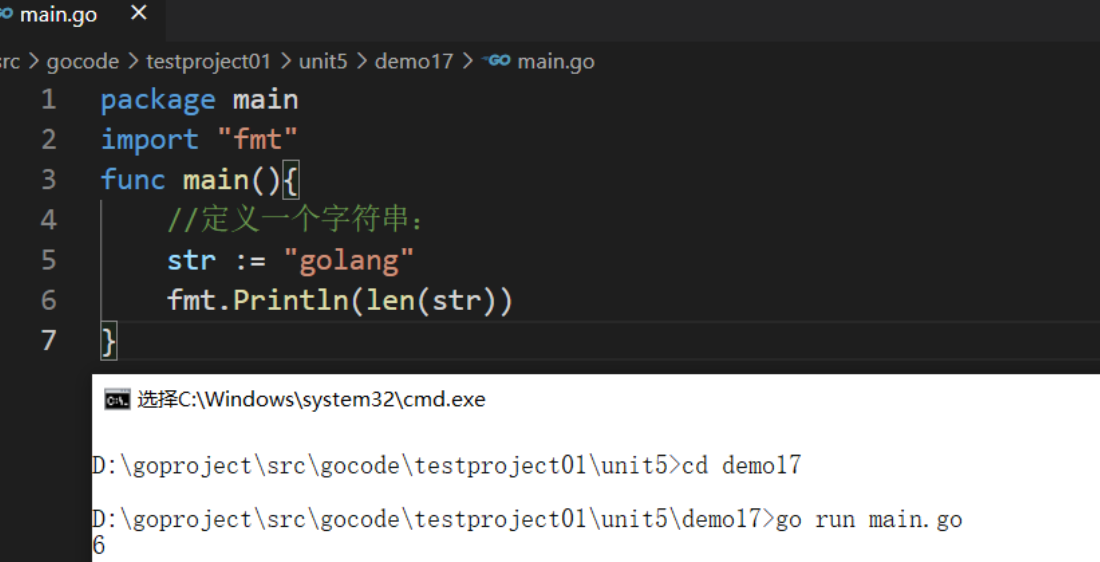 main.go ×
src > gocode > testproject01 > unit5 > demo17 > GO main.go
1 package main
2 import "fmt"
3 func main(){
4 //定义一个字符串：
5 str := "golang"
6 fmt.Println(len(str))
7 }
选择C:\Windows\system32\cmd.exe
D:\goproject\src\gocode\testproject01\unit5>cd demo17
D:\goproject\src\gocode\testproject01\unit5\demo17>go run main.go
6